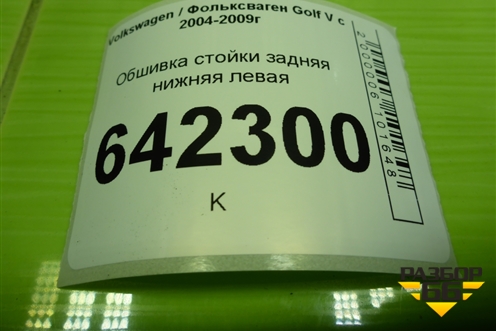 Volkswagen / Фольксваген Golf V с
2004-2009г
Обшивка стойки задняя
нижняя левая
642300
К
2000006101648
РАЗБОР
66